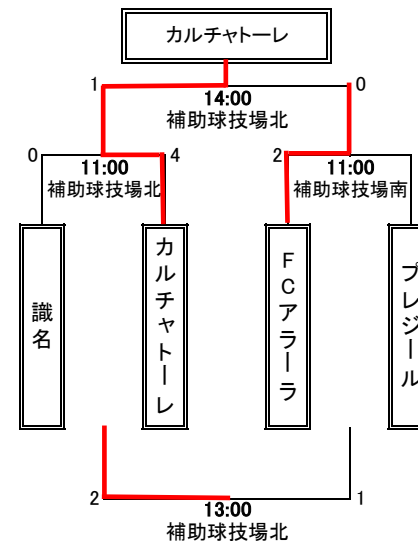 カルチャトーレ
1
0
14:00
補助球技場北
0
4
2
11:00
補助球技場北
11:00
補助球技場南
識名
カルチャトーレ
FCアラーラ
プレジール
2
1
13:00
補助球技場北